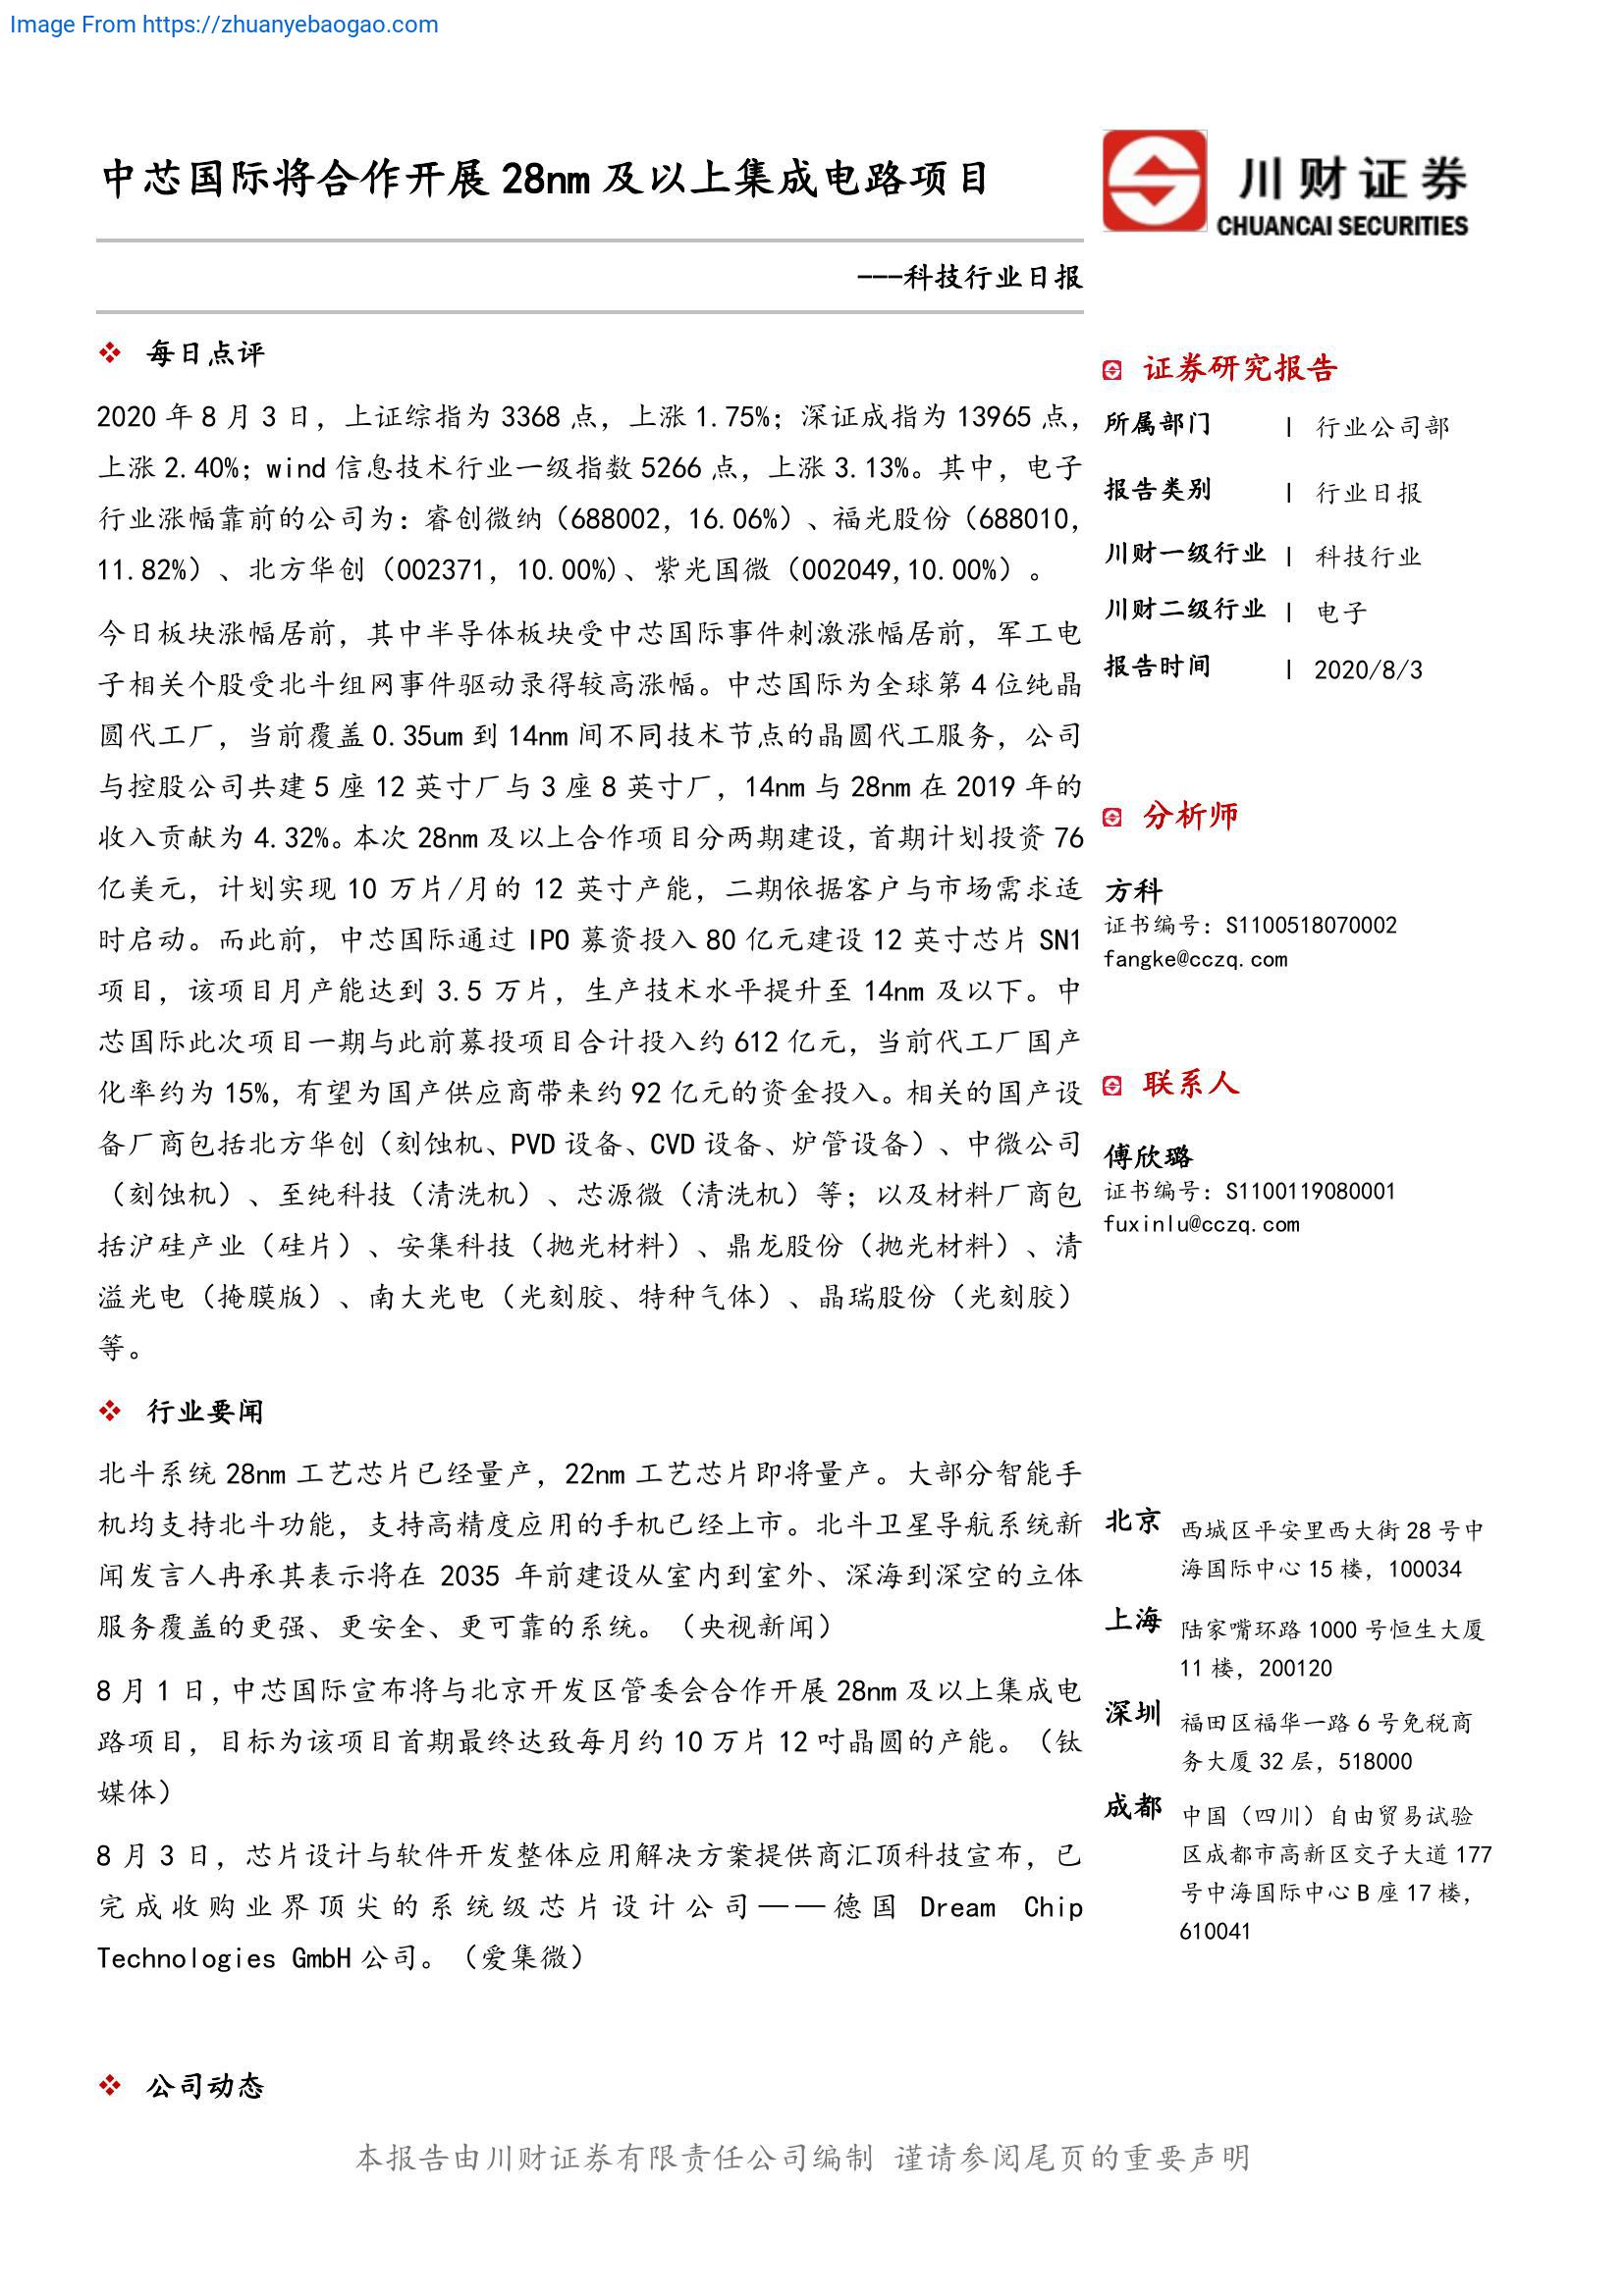 Image From https://zhuanyebaogao.com
中芯国际将合作开展 28nm 及以上集成电路项目
川财证券
CHUANCAI SECURITIES
---科技行业日报
❖ 每日点评
2020 年 8 月 3 日，上证综指为 3368 点，上涨 1.75%；深证成指为 13965 点，
上涨 2.40%；wind 信息技术行业一级指数 5266 点，上涨 3.13%。其中，电子
行业涨幅靠前的公司为：睿创微纳（688002, 16.06%）、福光股份（688010,
11.82%）、北方华创（002371, 10.00%)、紫光国微（002049,10.00%）。
今日板块涨幅居前，其中半导体板块受中芯国际事件刺激涨幅居前，军工电
子相关个股受北斗组网事件驱动录得较高涨幅。中芯国际为全球第 4 位纯晶
圆代工厂，当前覆盖 0.35um 到 14nm 间不同技术节点的晶圆代工服务，公司
与控股公司共建 5 座 12 英寸厂与 3 座 8 英寸厂，14nm 与 28nm 在 2019 年的
收入贡献为 4.32%。本次 28nm 及以上合作项目分两期建设，首期计划投资 76
亿美元，计划实现 10 万片/月的 12 英寸产能，二期依据客户与市场需求适
时启动。而此前，中芯国际通过 IPO 募资投入 80 亿元建设 12 英寸芯片 SN1
项目，该项目月产能达到 3.5 万片，生产技术水平提升至 14nm 及以下。中
芯国际此次项目一期与此前募投项目合计投入约 612 亿元，当前代工厂国产
化率约为 15%，有望为国产供应商带来约 92 亿元的资金投入。相关的国产设
备厂商包括北方华创（刻蚀机、PVD 设备、CVD 设备、炉管设备）、中微公司
（刻蚀机）、至纯科技（清洗机）、芯源微（清洗机）等；以及材料厂商包
括沪硅产业（硅片）、安集科技（抛光材料）、鼎龙股份（抛光材料）、清
溢光电（掩膜版）、南大光电（光刻胶、特种气体）、晶瑞股份（光刻胶）
等。
❖ 行业要闻
北斗系统 28nm 工艺芯片已经量产，22nm 工艺芯片即将量产。大部分智能手
机均支持北斗功能，支持高精度应用的手机已经上市。北斗卫星导航系统新
闻发言人冉承其表示将在 2035 年前建设从室内到室外、深海到深空的立体
服务覆盖的更强、更安全、更可靠的系统。（央视新闻）
8 月 1 日，中芯国际宣布将与北京开发区管委会合作开展 28nm 及以上集成电
路项目，目标为该项目首期最终达致每月约 10 万片 12 吋晶圆的产能。（钛
媒体）
8 月 3 日，芯片设计与软件开发整体应用解决方案提供商汇顶科技宣布，已
完成收购业界顶尖的系统级芯片设计公司——德国 Dream Chip
Technologies GmbH 公司。（爱集微）
❖ 公司动态
证券研究报告
所属部门 | 行业公司部
报告类别 | 行业日报
川财一级行业 | 科技行业
川财二级行业 | 电子
报告时间 | 2020/8/3
分析师
方科
证书编号：S1100518070002
fangke@cczq.com
联系人
傅欣璐
证书编号：S1100119080001
fuxinlu@cczq.com
北京 西城区平安里西大街 28 号中
海国际中心 15 楼，100034
上海 陆家嘴环路 1000 号恒生大厦
11 楼，200120
深圳 福田区福华一路 6 号免税商
务大厦 32 层，518000
成都 中国（四川）自由贸易试验
区成都市高新区交子大道 177
号中海国际中心 B 座 17 楼，
610041
本报告由川财证券有限责任公司编制 谨请参阅尾页的重要声明